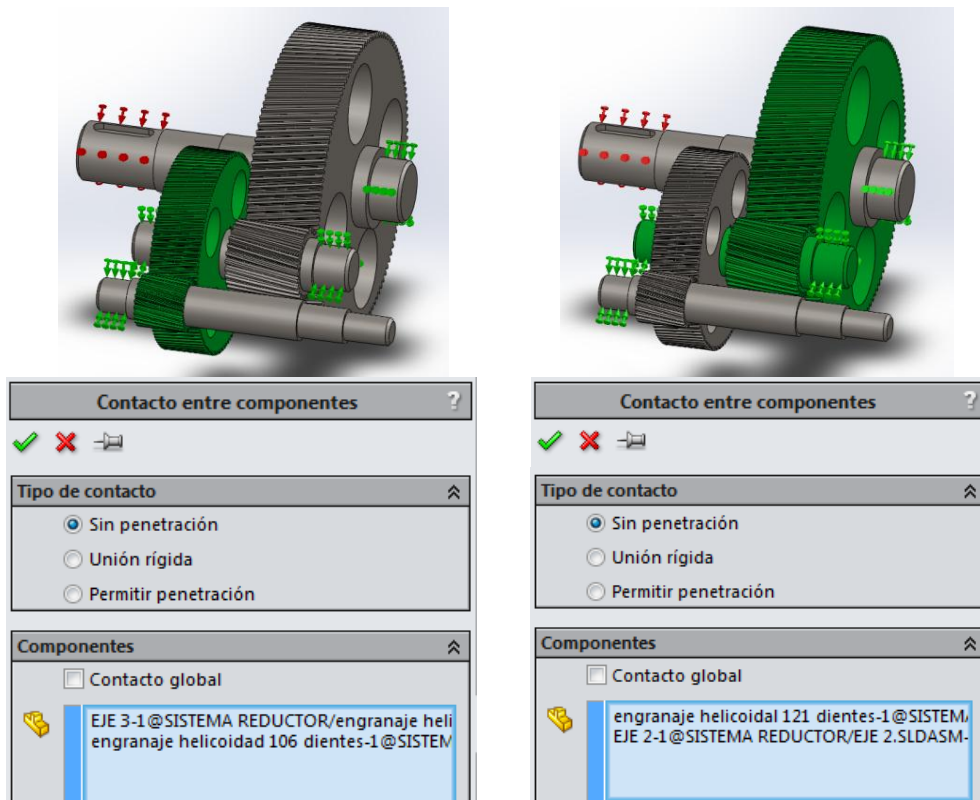 Contacto entre componentes ?
Tipo de contacto
Sin penetración
Unión rígida
Permitir penetración
Componentes
Contacto global
EJE 3-1@SISTEMA REDUCTOR/engranaje heli
engranaje helicoidad 106 dientes-1@SISTEM
Contacto entre componentes ?
Tipo de contacto
Sin penetración
Unión rígida
Permitir penetración
Componentes
Contacto global
engranaje helicoidal 121 dientes-1@SISTEM
EJE 2-1@SISTEMA REDUCTOR/EJE 2.SLDASM-